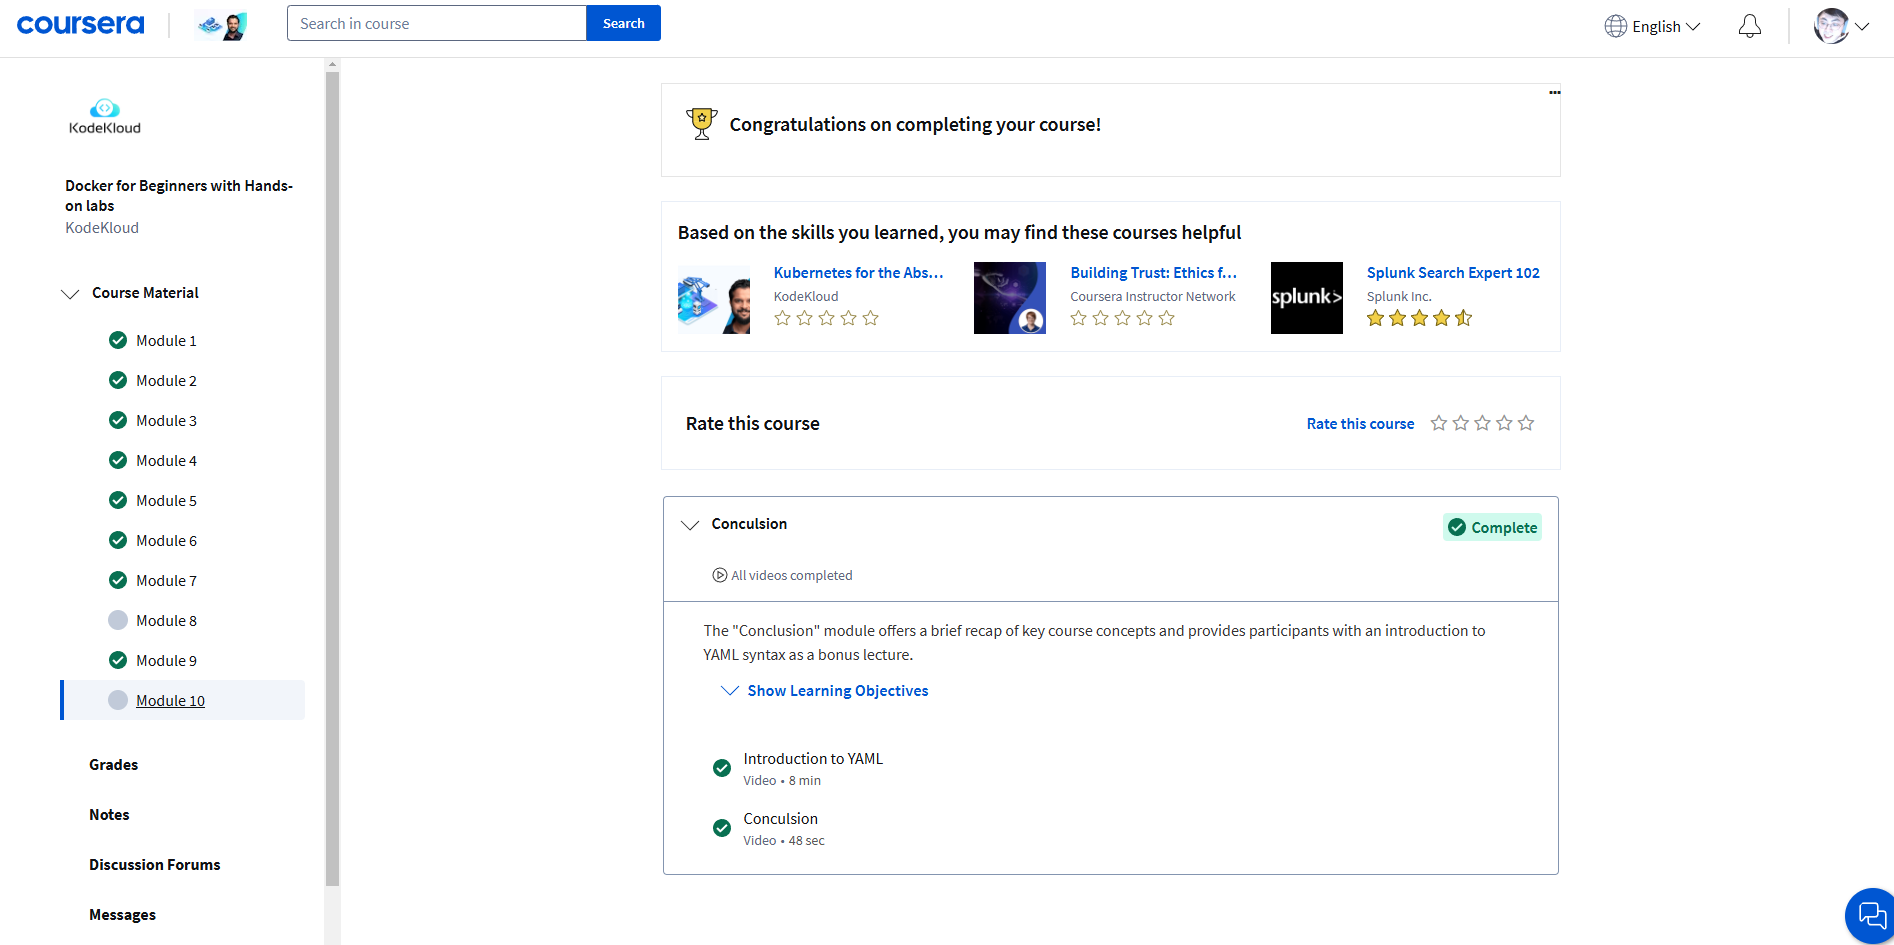 coursera
Search in course
Search
English
KodeKloud
Docker for Beginners with Hands-
on labs
KodeKloud
Course Material
Module 1
Module 2
Module 3
Module 4
Module 5
Module 6
Module 7
Module 8
Module 9
Module 10
Grades
Notes
Discussion Forums
Messages
Congratulations on completing your course!
Based on the skills you learned, you may find these courses helpful
Kubernetes for the Abs...
KodeKloud
Building Trust: Ethics f...
Coursera Instructor Network
splunk>
Splunk Search Expert 102
Splunk Inc.
Rate this course
Rate this course
Conculsion
Complete
All videos completed
The "Conclusion" module offers a brief recap of key course concepts and provides participants with an introduction to
YAML syntax as a bonus lecture.
Show Learning Objectives
Introduction to YAML
Video • 8 min
Conculsion
Video • 48 sec